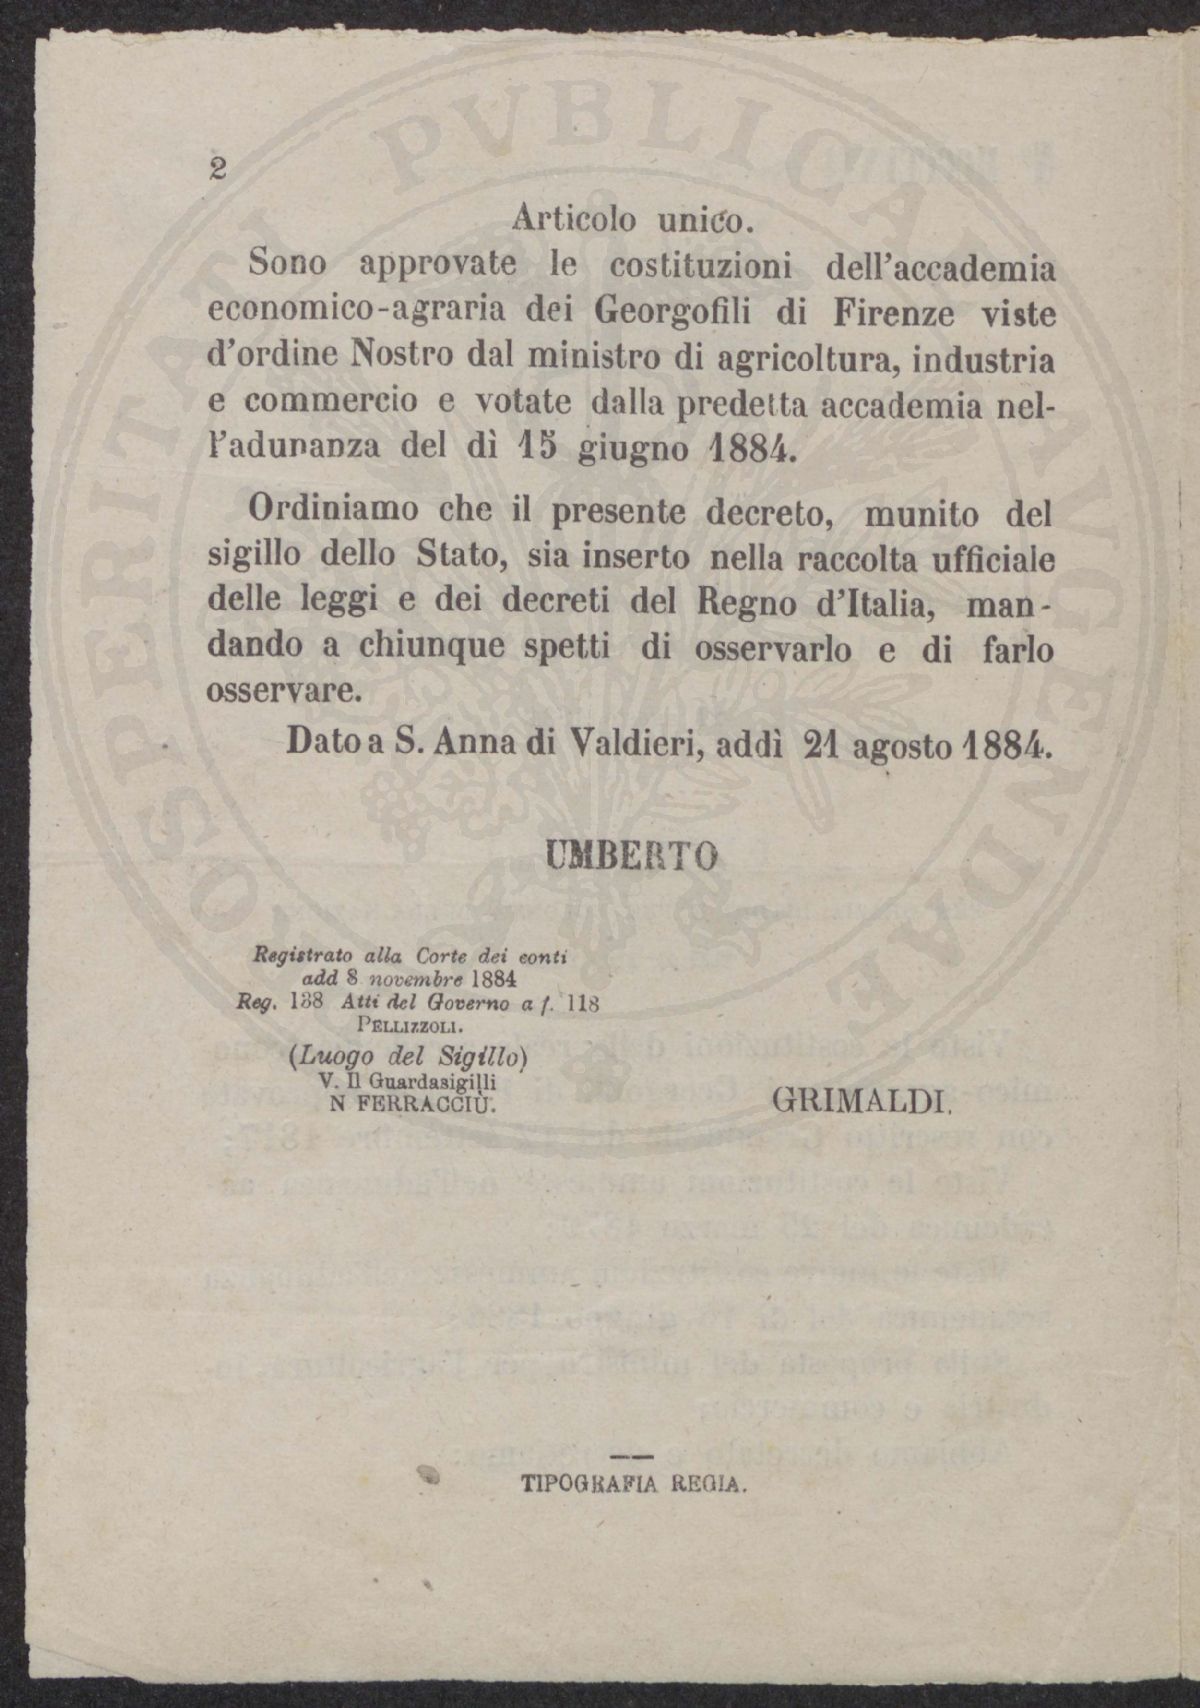 2
Articolo unico.
Sono approvate le costituzioni dell'accademia
economico-agraria dei Georgofili di Firenze viste
d'ordine Nostro dal ministro di agricoltura, industria
e commercio e votate dalla predetta accademia nel-
l'adunanza del dì 15 giugno 1884.
Ordiniamo che il presente decreto, munito del
sigillo dello Stato, sia inserto nella raccolta ufficiale
delle leggi e dei decreti del Regno d'Italia, man-
dando a chiunque spetti di osservarlo e di farlo
osservare.
Dato a S. Anna di Valdieri, addì 21 agosto 1884.
UMBERTO
Registrato alla Corte dei conti
add 8 novembre 1884
Reg. 138 Atti del Governo a f. 118
PELLIZZOLI.
(Luogo del Sigillo)
V. Il Guardasigilli
N FERRACCIÙ.
GRIMALDI.
TIPOGRAFIA REGIA.
PROSPERITATI PVBLICAE AVGENDAE